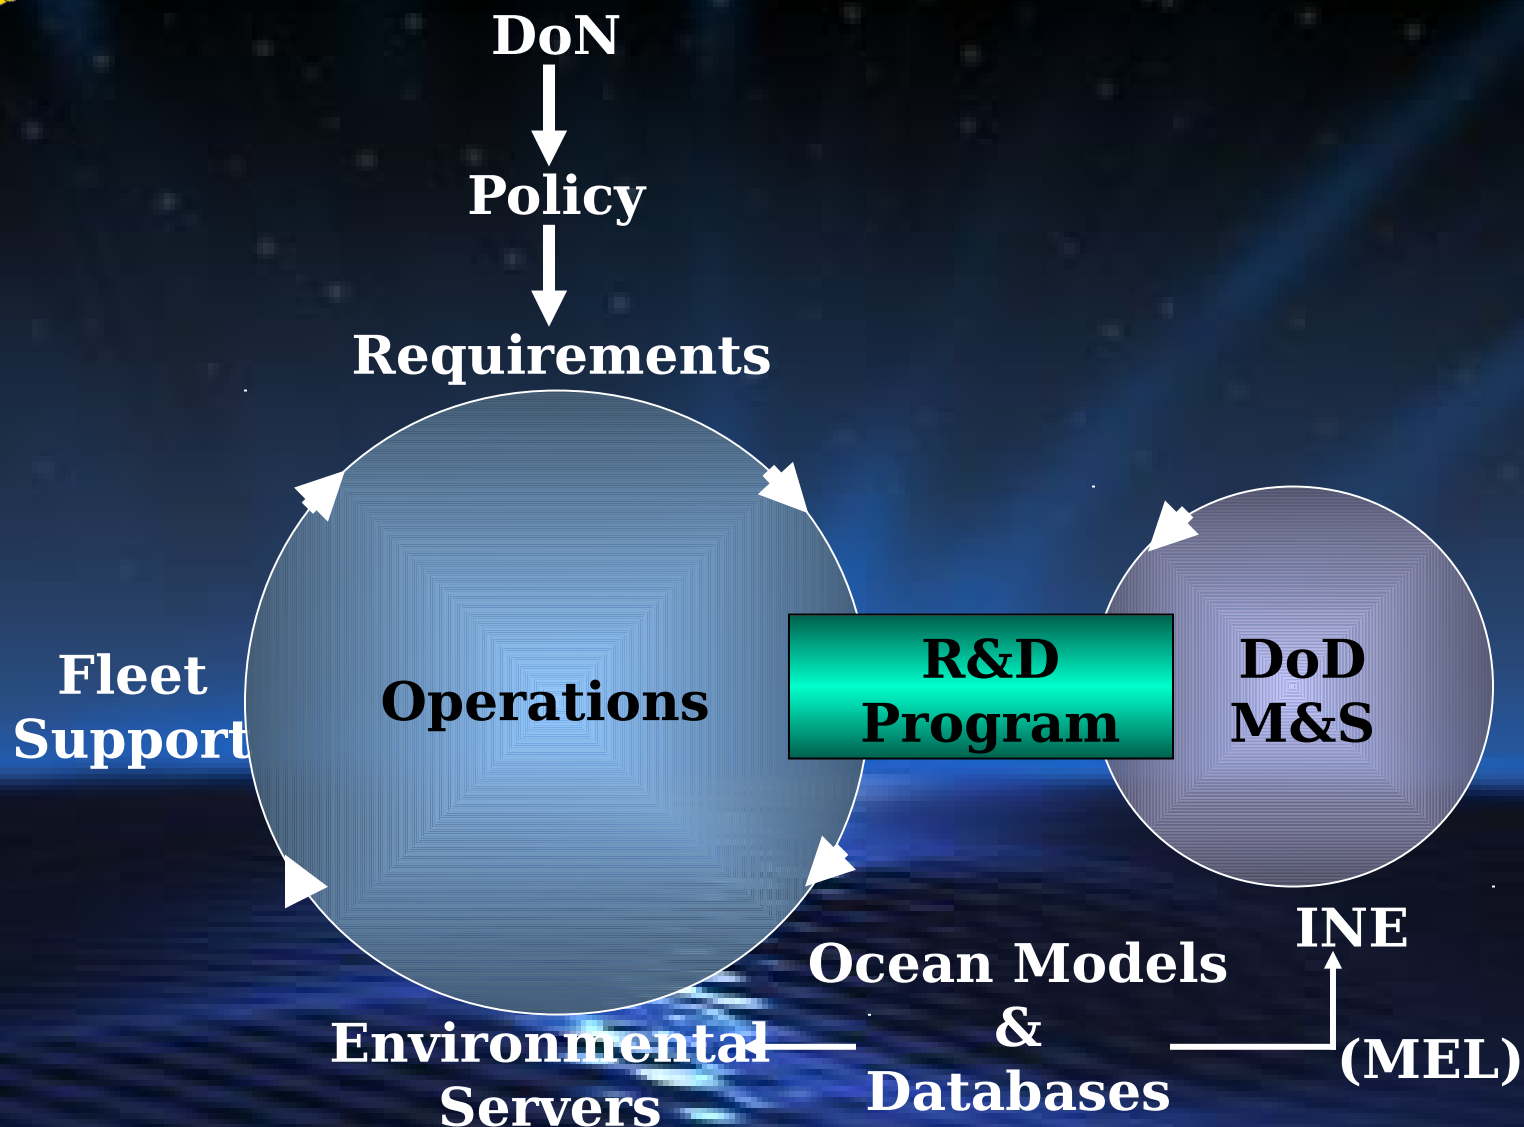 DoN
Policy
Requirements
Fleet
Support
Operations
R&D
Program
DoD
M&S
INE
Ocean Models
&
Databases
(MEL)
Environmental
Servers